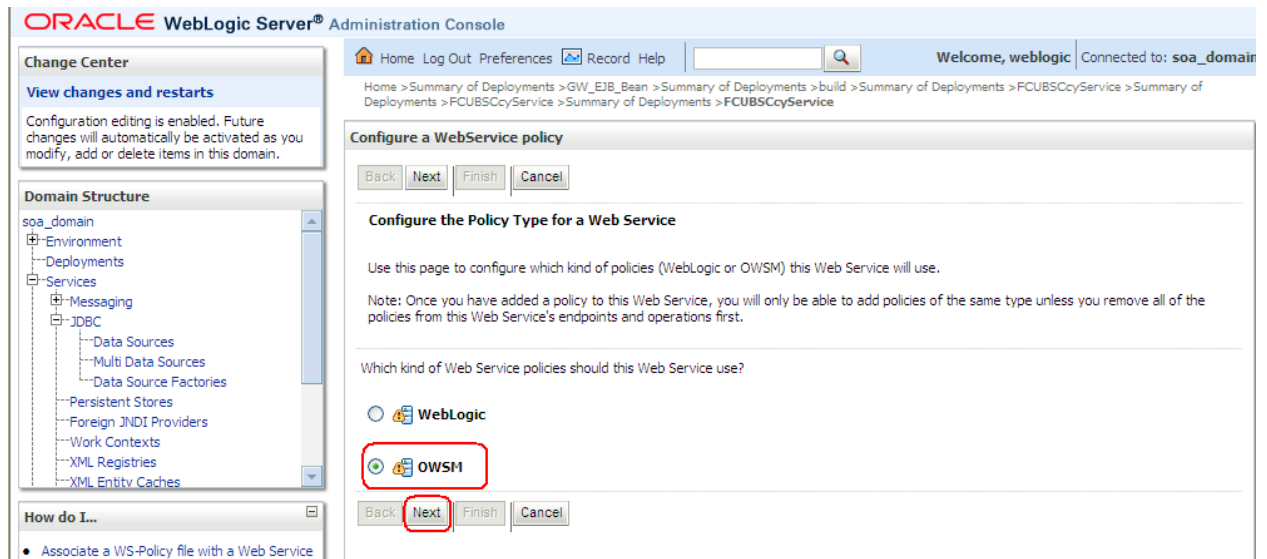 ORACLE WebLogic Server® Administration Console
Change Center
View changes and restarts
Configuration editing is enabled. Future
changes will automatically be activated as you
modify, add or delete items in this domain.
Domain Structure
soa_domain
Environment
Deployments
Services
Messaging
JDBC
Data Sources
Multi Data Sources
Data Source Factories
Persistent Stores
Foreign JNDI Providers
Work Contexts
XML Registries
XML Entity Caches
How do I...
Associate a WS-Policy file with a Web Service
Home Log Out Preferences Record Help
Welcome, weblogic Connected to: soa_domain
Home >Summary of Deployments >GW_EJB_Bean >Summary of Deployments >build >Summary of Deployments >FCUBSCcyService >Summary of
Deployments >FCUBSCcyService >Summary of Deployments >FCUBSCcyService
Configure a WebService policy
Back Next Finish Cancel
Configure the Policy Type for a Web Service
Use this page to configure which kind of policies (WebLogic or OWSM) this Web Service will use.
Note: Once you have added a policy to this Web Service, you will only be able to add policies of the same type unless you remove all of the
policies from this Web Service's endpoints and operations first.
Which kind of Web Service policies should this Web Service use?
WebLogic
OWSM
Back Next Finish Cancel